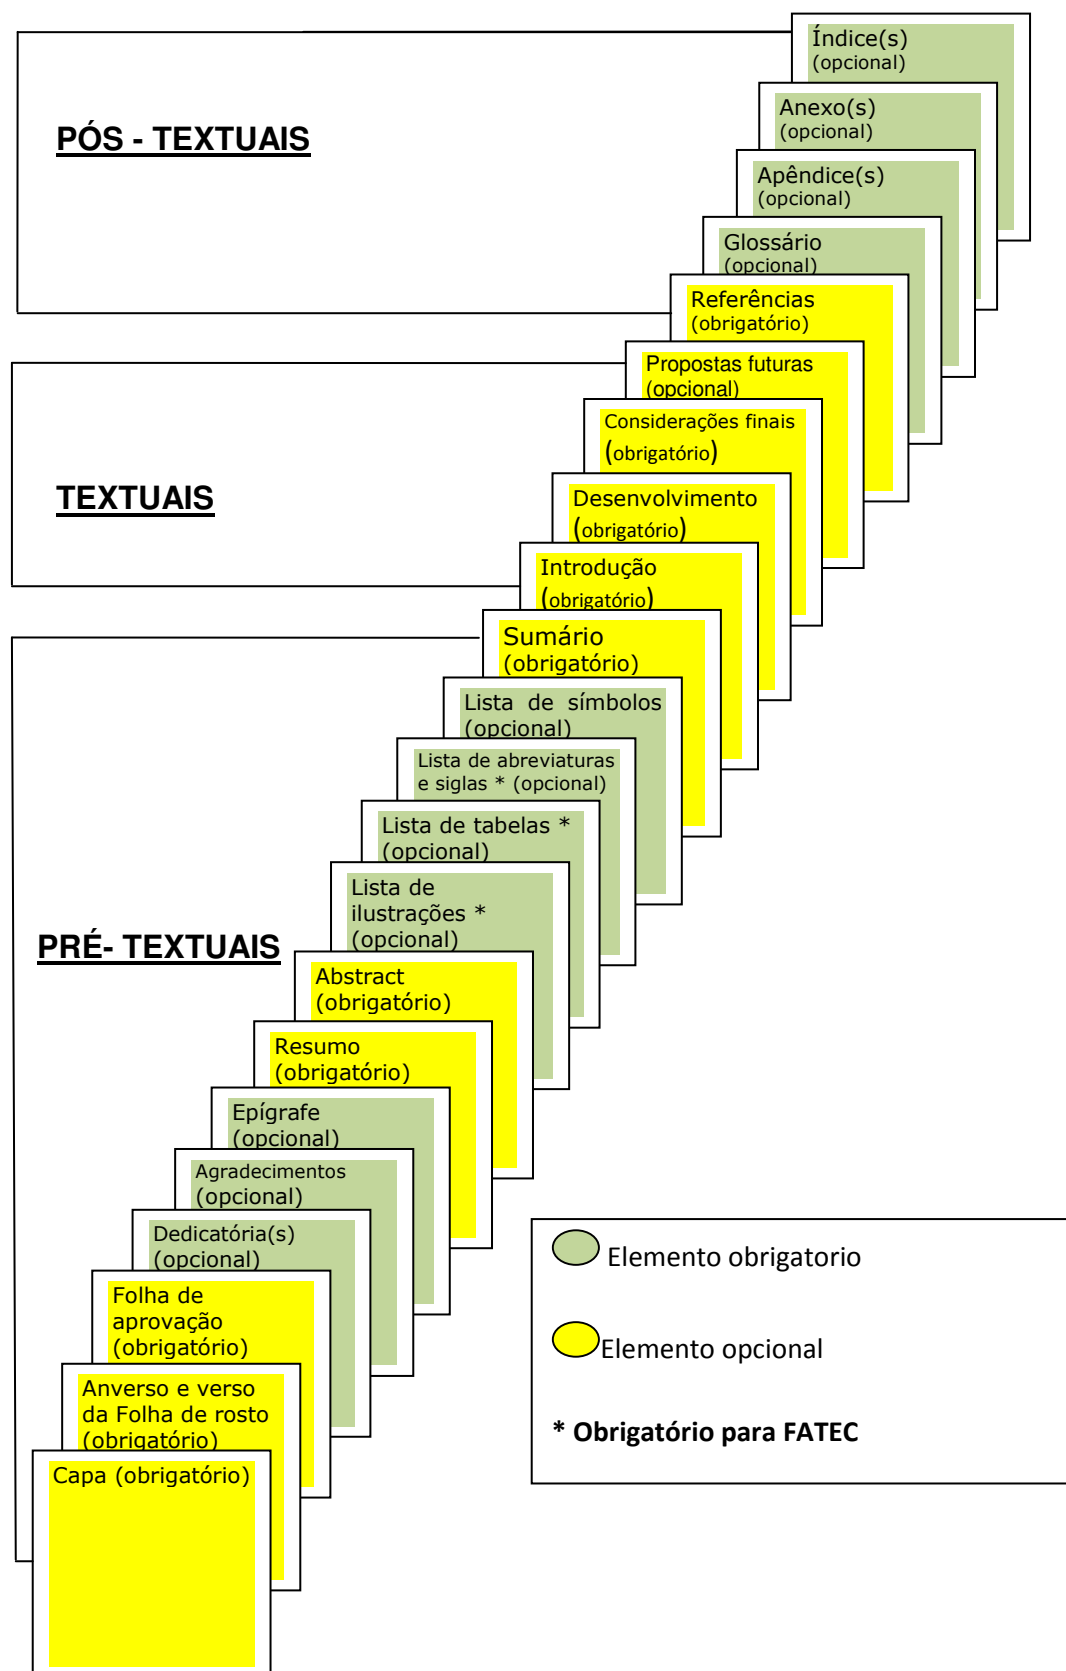 Índice(s)
(opcional)
Anexo(s)
(opcional)
PÓS - TEXTUAIS
Apêndice(s)
(opcional)
Glossário
(opcional)
Referências
(obrigatório)
Propostas futuras
(opcional)
Considerações finais
(obrigatório)
TEXTUAIS
Desenvolvimento
(obrigatório)
Introdução
(obrigatório)
Sumário
(obrigatório)
Lista de símbolos
(opcional)
Lista de abreviaturas
e siglas * (opcional)
Lista de tabelas *
(opcional)
Lista de
ilustrações *
(opcional)
PRÉ- TEXTUAIS
Abstract
(obrigatório)
Resumo
(obrigatório)
Epígrafe
(opcional)
Agradecimentos
(opcional)
Dedicatória(s)
(opcional)
Folha de
aprovação
(obrigatório)
Anverso e verso
da Folha de rosto
(obrigatório)
Capa (obrigatório)
Elemento obrigatorio
Elemento opcional
* Obrigatório para FATEC